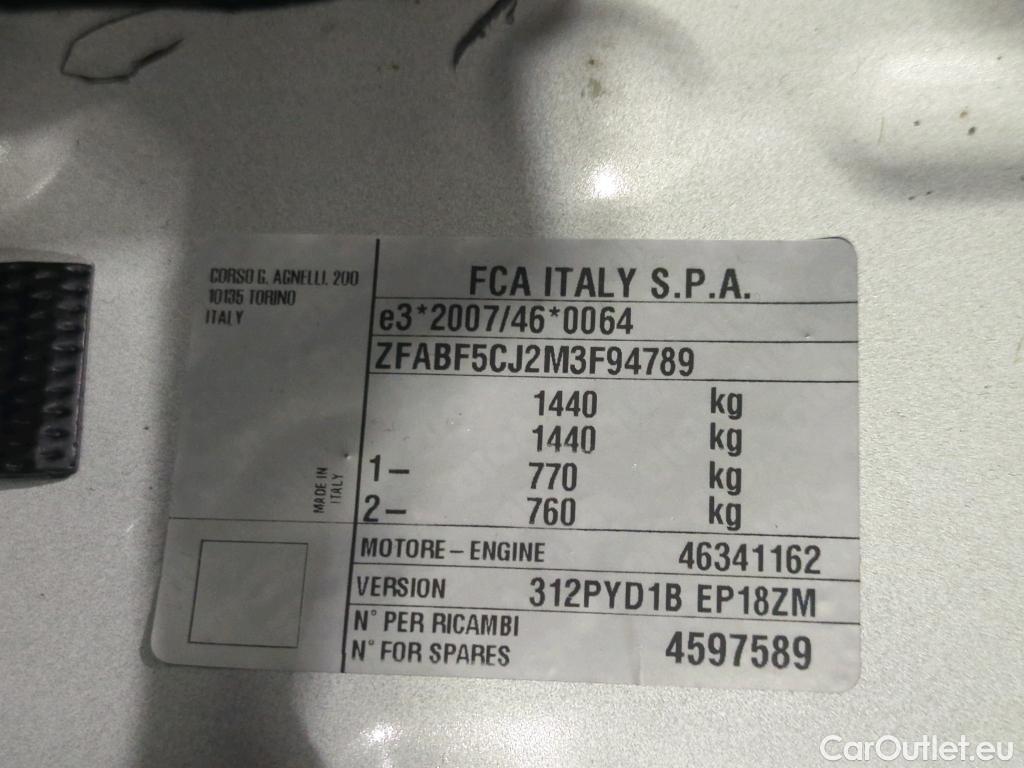 CORSO G. AGNELLI, 200
10135 TORINO
ITALY
FCA ITALY S.P.A.
e3*2007/46*0064
ZFABF5CJ2M3F94789
1440 kg
1440 kg
1– 770 kg
2– 760 kg
MADE IN
ITALY
MOTORE – ENGINE 46341162
VERSION 312PYD1B EP18ZM
N° PER RICAMBI
N° FOR SPARES 4597589
CarOutlet.eu